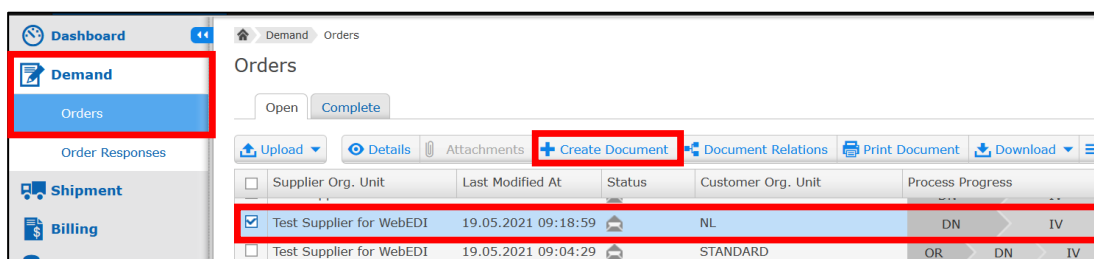 Dashboard
Demand
Orders
Order Responses
Shipment
Billing
Demand Orders
Orders
Open Complete
Upload Details Attachments Create Document Document Relations Print Document Download
Supplier Org. Unit Last Modified At Status Customer Org. Unit Process Progress
Test Supplier for WebEDI 19.05.2021 09:18:59 NL DN IV
Test Supplier for WebEDI 19.05.2021 09:04:29 STANDARD OR DN IV